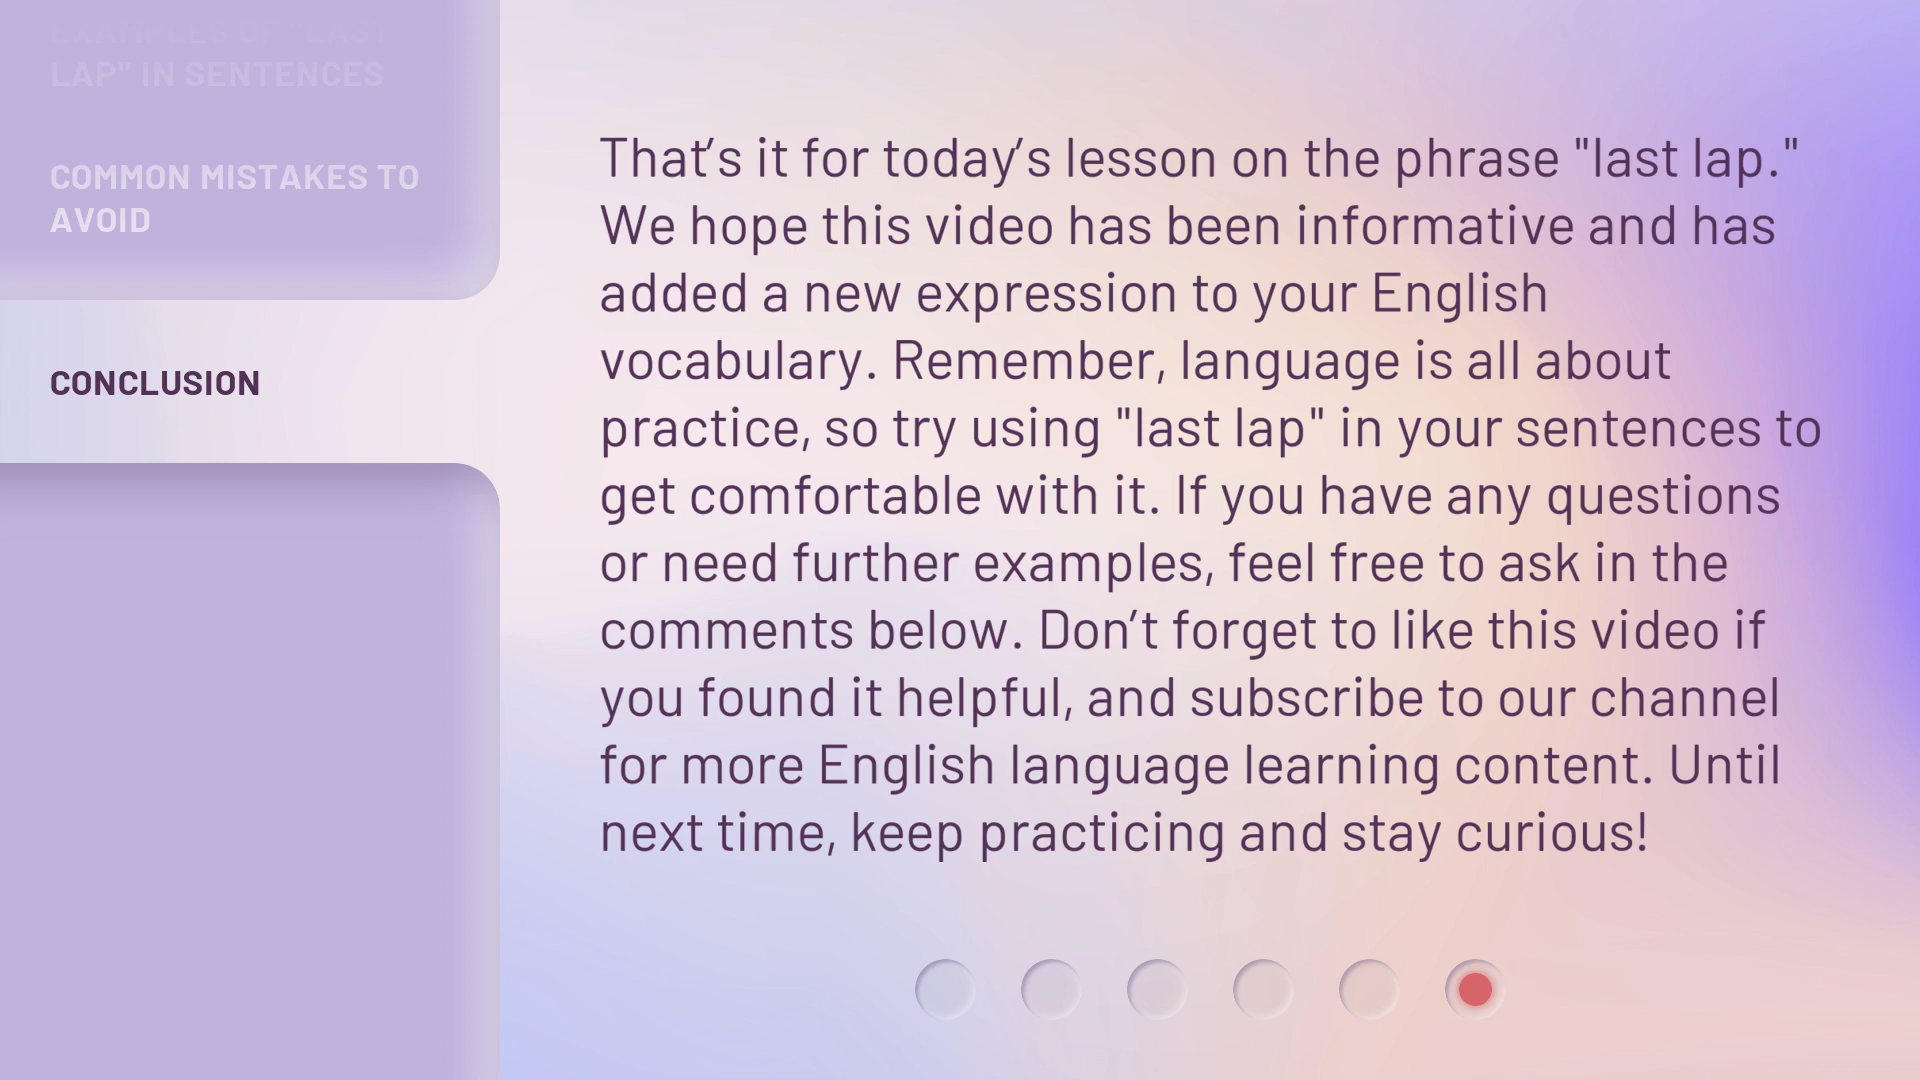 EXAMPLES OF "LAST
LAP" IN SENTENCES
COMMON MISTAKES TO
AVOID
CONCLUSION
That's it for today's lesson on the phrase "last lap."
We hope this video has been informative and has
added a new expression to your English
vocabulary. Remember, language is all about
practice, so try using "last lap" in your sentences to
get comfortable with it. If you have any questions
or need further examples, feel free to ask in the
comments below. Don't forget to like this video if
you found it helpful, and subscribe to our channel
for more English language learning content. Until
next time, keep practicing and stay curious!